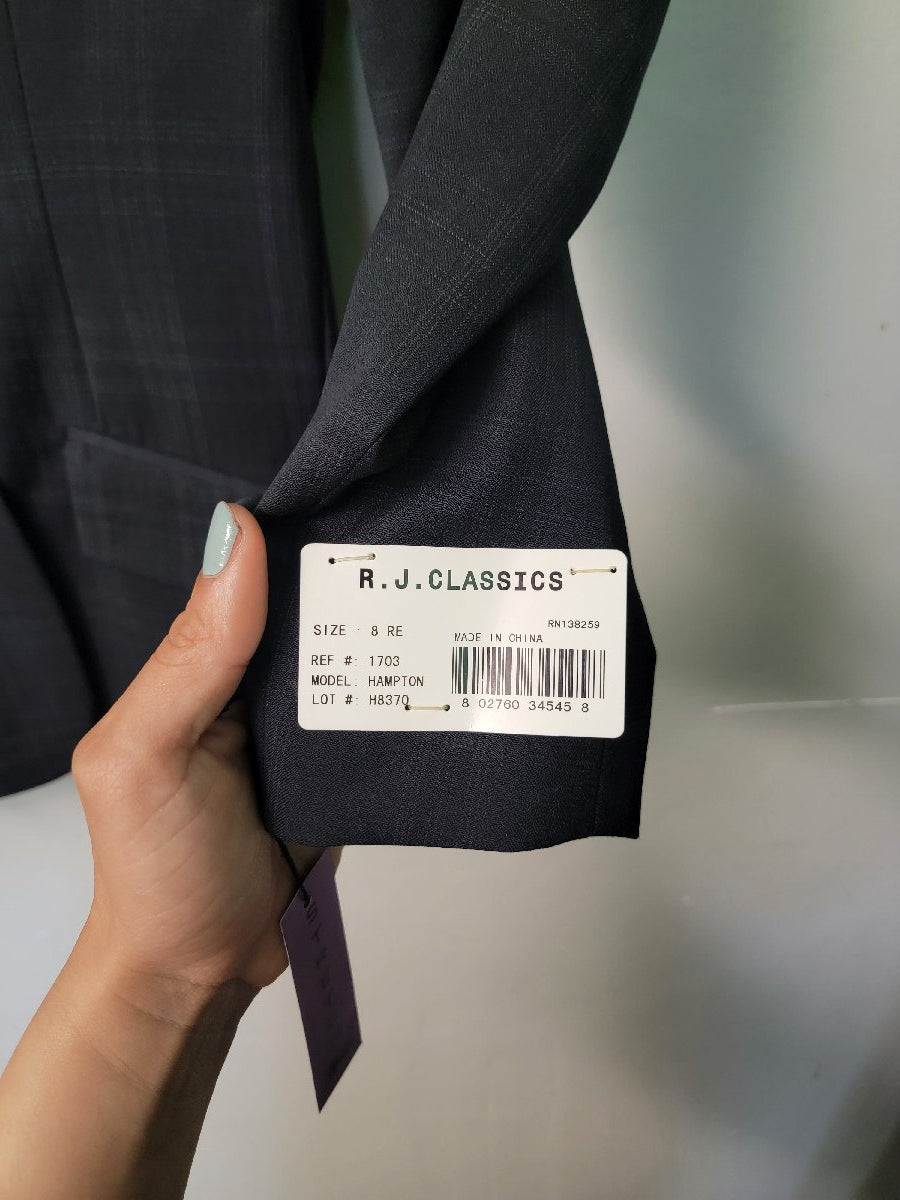 R.J.CLASSICS
RN138259
SIZE · 8 RE
MADE IN CHINA
REF #: 1703
MODEL: HAMPTON
LOT #: H8370
8 02760 34545 8